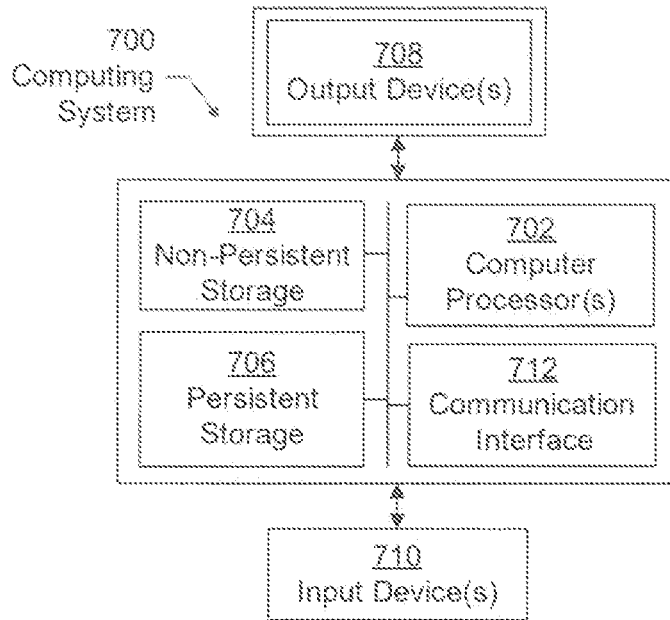 700
Computing
System
708
Output Device(s)
704
Non-Persistent
Storage
702
Computer
Processor(s)
706
Persistent
Storage
712
Communication
Interface
710
Input Device(s)